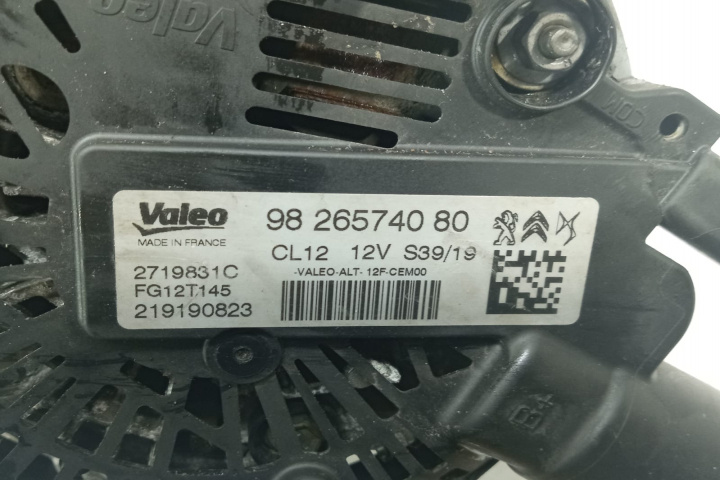 Valeo
Valeo
MADE IN FRANCE
98 265740 80
CL12 12V S39/19
-VALEO-ALT- 12F-CEM00
2719831C
FG12T145
219190823
B+